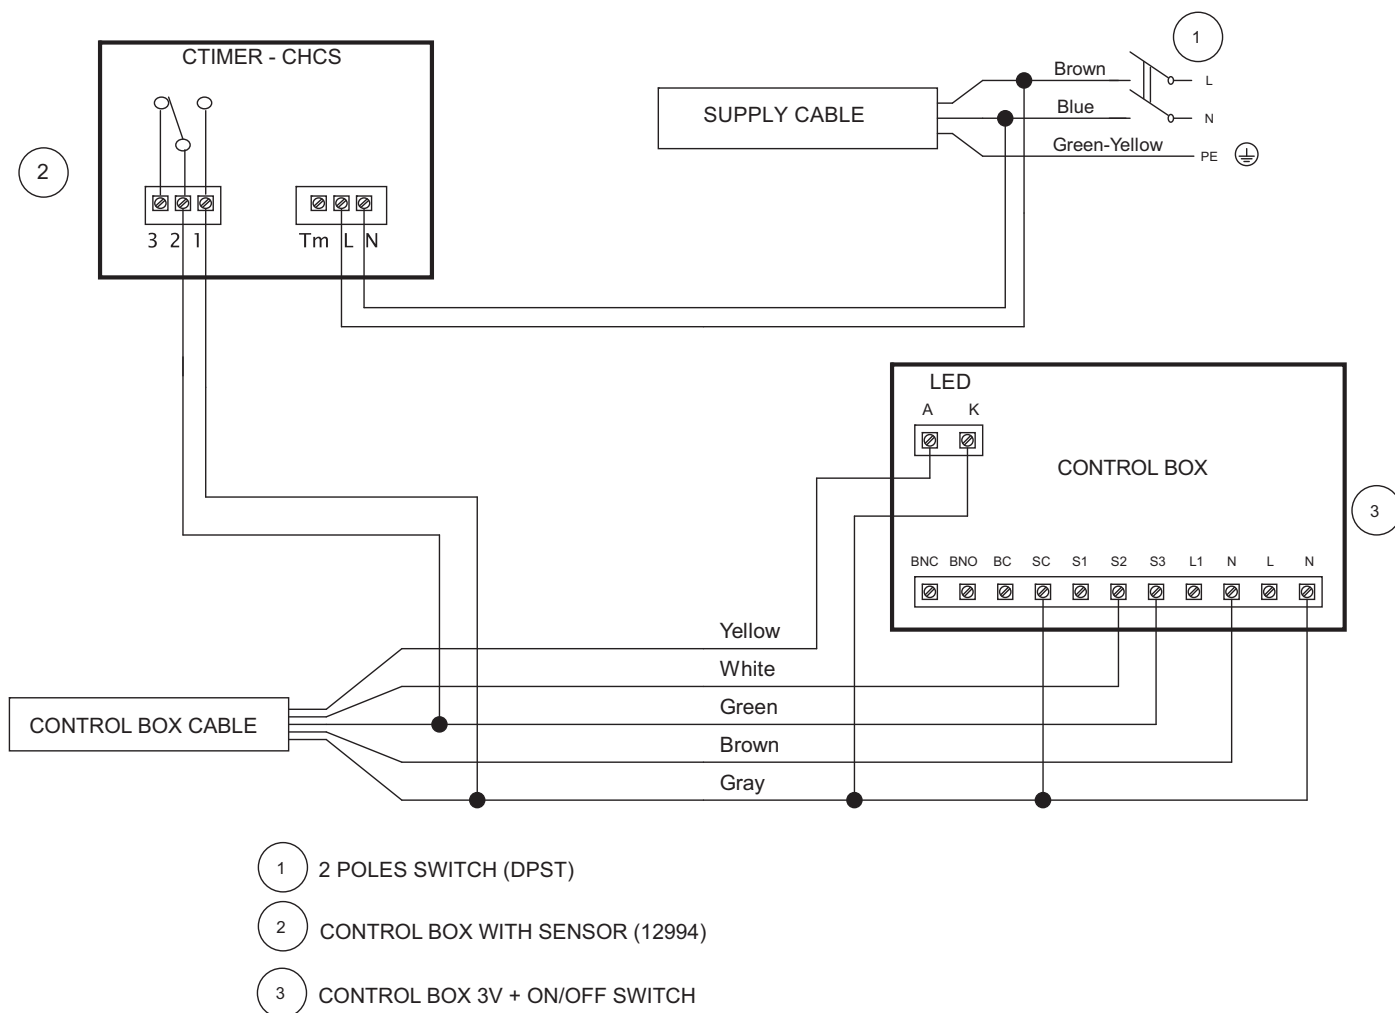 1
CTIMER - CHCS
Brown
L
SUPPLY CABLE
Blue
N
Green-Yellow
PE
2
3 2 1
Tm L N
LED
A K
CONTROL BOX
3
BNC BNO BC SC S1 S2 S3 L1 N L N
Yellow
White
Green
CONTROL BOX CABLE
Brown
Gray
1 2 POLES SWITCH (DPST)
2 CONTROL BOX WITH SENSOR (12994)
3 CONTROL BOX 3V + ON/OFF SWITCH